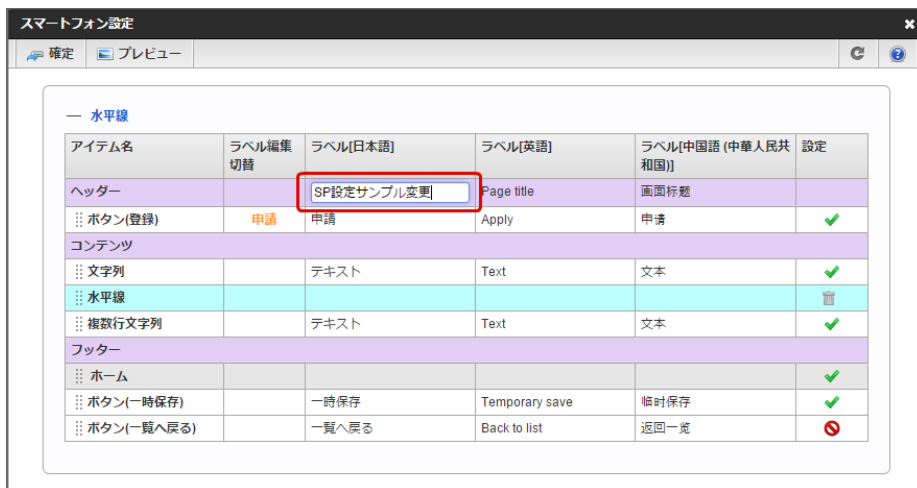 スマートフォン設定
確定 プレビュー
水平線
アイテム名 ラベル編集切替 ラベル[日本語] ラベル[英語] ラベル[中国語 (中華人民共和国)] 設定
ヘッダー SP設定サンプル変更 Page title 画面标题
ボタン(登録) 申請 申請 Apply 申请
コンテンツ
文字列 テキスト Text 文本
水平線
複数行文字列 テキスト Text 文本
フッター
ホーム
ボタン(一時保存) 一時保存 Temporary save 临时保存
ボタン(一覧へ戻る) 一覧へ戻る Back to list 返回一览